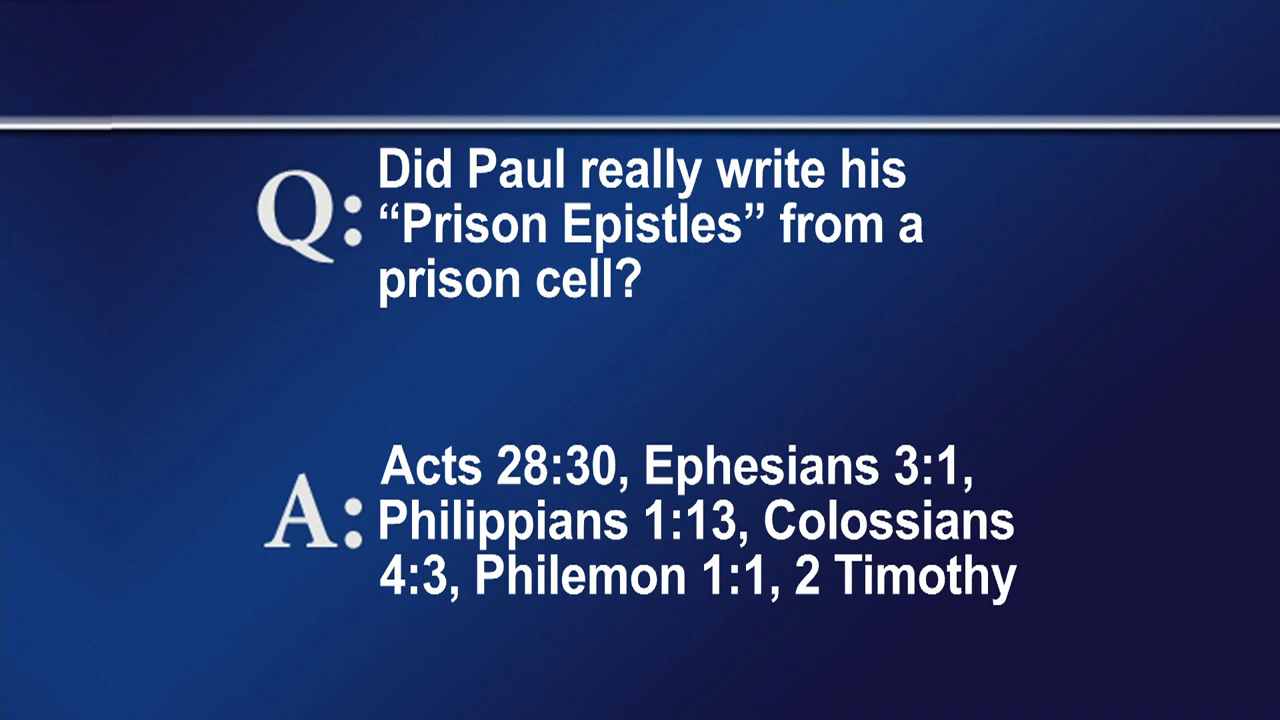 Q: Did Paul really write his
“Prison Epistles” from a
prison cell?
A: Acts 28:30, Ephesians 3:1,
Philippians 1:13, Colossians
4:3, Philemon 1:1, 2 Timothy